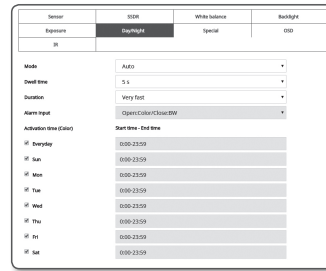 Sensor SSDR White balance Backlight
Exposure Day/Night Special OSD
IR
Mode Auto
Dwell time 5 s
Duration Very fast
Alarm input Open:Color/Close:BW
Activation time (Color) Start time - End time
Everyday 0:00-23:59
Sun 0:00-23:59
Mon 0:00-23:59
Tue 0:00-23:59
Wed 0:00-23:59
Thu 0:00-23:59
Fri 0:00-23:59
Sat 0:00-23:59